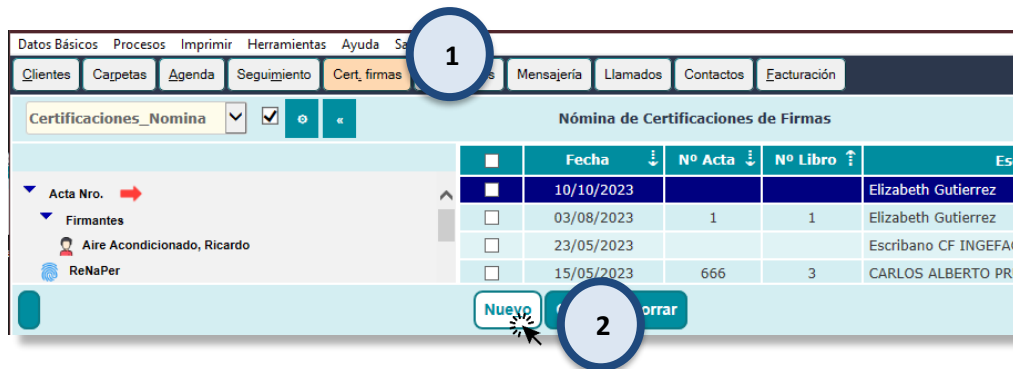 Datos Básicos Procesos Imprimir Herramientas Ayuda
1
Clientes Carpetas Agenda Seguimiento Cert. firmas Mensajería Llamados Contactos Facturación
Certificaciones_Nomina « Nómina de Certificaciones de Firmas
Fecha Nº Acta Nº Libro
Acta Nro. 10/10/2023 Elizabeth Gutierrez
Firmantes 03/08/2023 1 1 Elizabeth Gutierrez
Aire Acondicionado, Ricardo 23/05/2023 Escribano CF
ReNaPer 15/05/2023 666 3 CARLOS ALBERTO
Nuevo
2